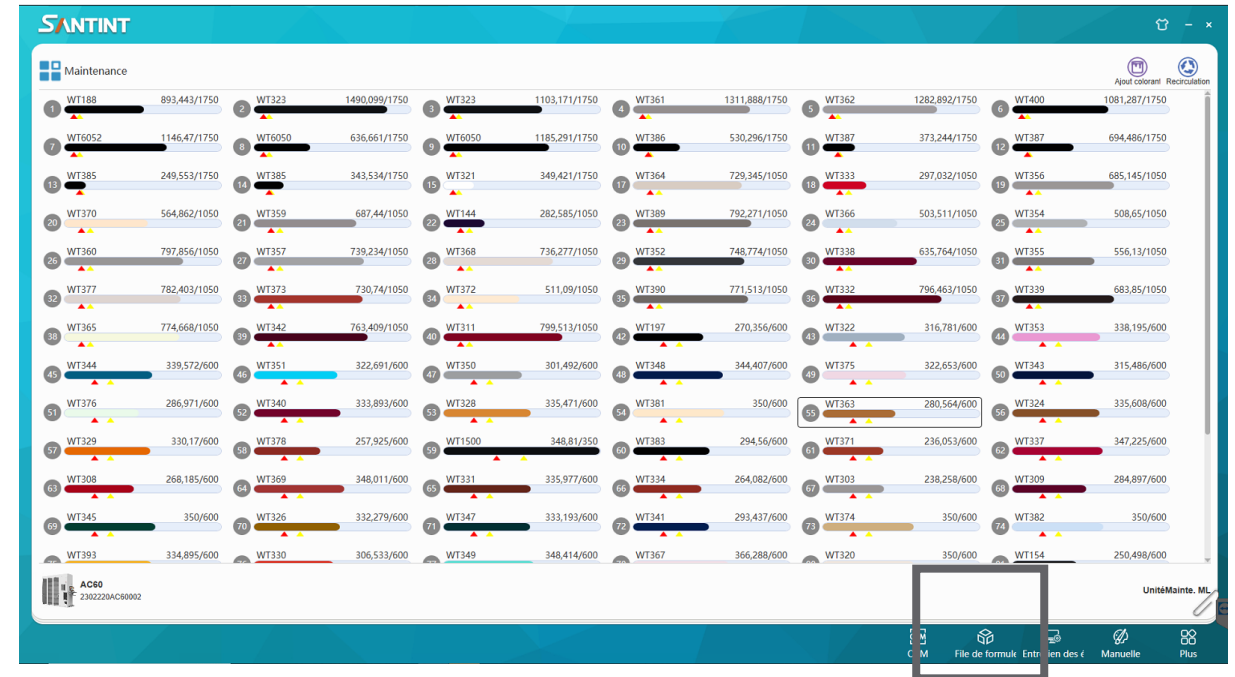 SANTINT
Maintenance
Ajout colorant Recirculation
1 WT188 893,443/1750 2 WT323 1490,099/1750 3 WT323 1103,171/1750 4 WT361 1311,888/1750 5 WT362 1282,892/1750 6 WT400 1081,287/1750
7 WT6052 1146,47/1750 8 WT6050 636,661/1750 9 WT6050 1185,291/1750 10 WT386 530,296/1750 11 WT387 373,244/1750 12 WT387 694,486/1750
13 WT385 249,553/1750 14 WT385 343,534/1750 15 WT321 349,421/1750 17 WT364 729,345/1050 18 WT333 297,032/1050 19 WT356 685,145/1050
20 WT370 564,862/1050 21 WT359 687,44/1050 22 WT144 282,585/1050 23 WT389 792,271/1050 24 WT366 503,511/1050 25 WT354 508,65/1050
26 WT360 797,856/1050 27 WT357 739,234/1050 28 WT368 736,277/1050 29 WT352 748,774/1050 30 WT338 635,764/1050 31 WT355 556,13/1050
32 WT377 782,403/1050 33 WT373 730,74/1050 34 WT372 511,09/1050 35 WT390 771,513/1050 36 WT332 796,463/1050 37 WT339 683,85/1050
38 WT365 774,668/1050 39 WT342 763,409/1050 40 WT311 799,513/1050 42 WT197 270,356/600 43 WT322 316,781/600 44 WT353 338,195/600
45 WT344 339,572/600 46 WT351 322,691/600 47 WT350 301,492/600 48 WT348 344,407/600 49 WT375 322,653/600 50 WT343 315,486/600
51 WT376 286,971/600 52 WT340 333,893/600 53 WT328 335,471/600 54 WT381 350/600 55 WT363 280,564/600 56 WT324 335,608/600
57 WT329 330,17/600 58 WT378 257,925/600 59 WT1500 348,81/350 60 WT383 294,56/600 61 WT371 236,053/600 62 WT337 347,225/600
63 WT308 268,185/600 64 WT369 348,011/600 65 WT331 335,977/600 66 WT334 264,082/600 67 WT303 238,258/600 68 WT309 284,897/600
69 WT345 350/600 70 WT326 332,279/600 71 WT347 333,193/600 72 WT341 293,437/600 73 WT374 350/600 74 WT382 350/600
WT393 334,895/600 WT330 306,533/600 WT349 348,414/600 WT367 366,288/600 WT320 350/600 WT154 250,498/600
AC60
2302220AC60002
UnitéMainte. ML
File de formule Entretien des é Manuelle Plus